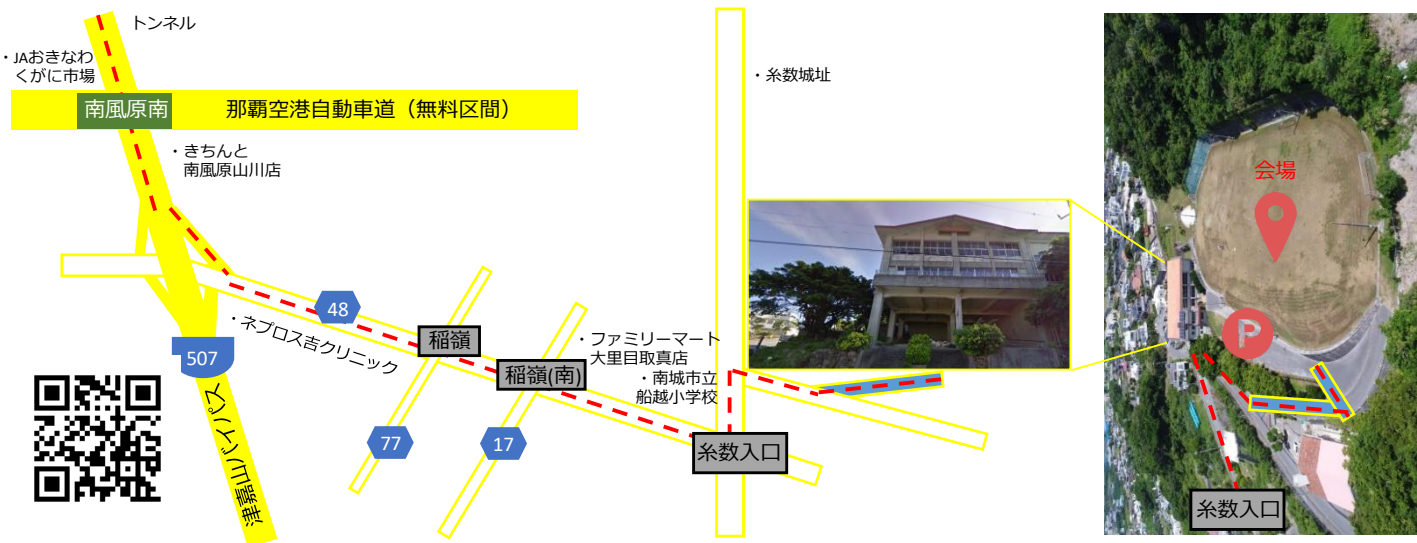 トンネル
・JAおきなわ
くがに市場
南風原南
那覇空港自動車道（無料区間）
・きちんと
南風原山川店
48
・ネプロス吉クリニック
507
津嘉山バイパス
稲嶺
稲嶺(南)
77
17
・ファミリーマート
大里目取真店
・南城市立
船越小学校
・糸数城址
糸数入口
会場
P
糸数入口